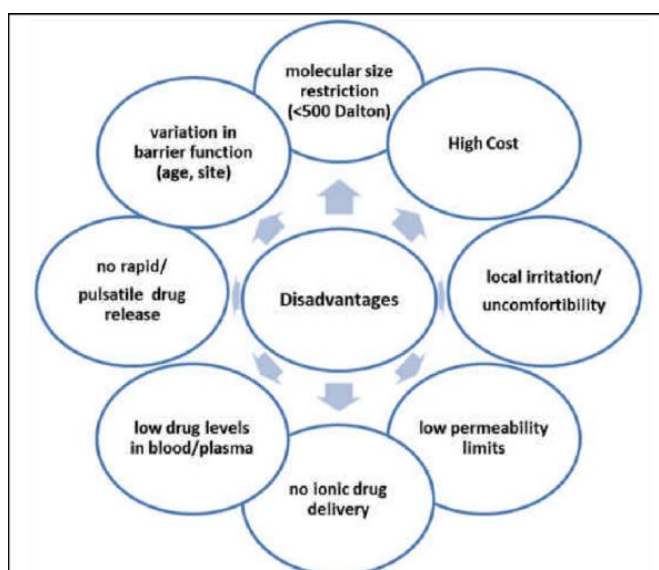 molecular size
restriction
(<500 Dalton)
High Cost
local irritation/
uncomfortibility
low permeability
limits
no ionic drug
delivery
low drug levels
in blood/plasma
no rapid/
pulsatile drug
release
variation in
barrier function
(age, site)
Disadvantages